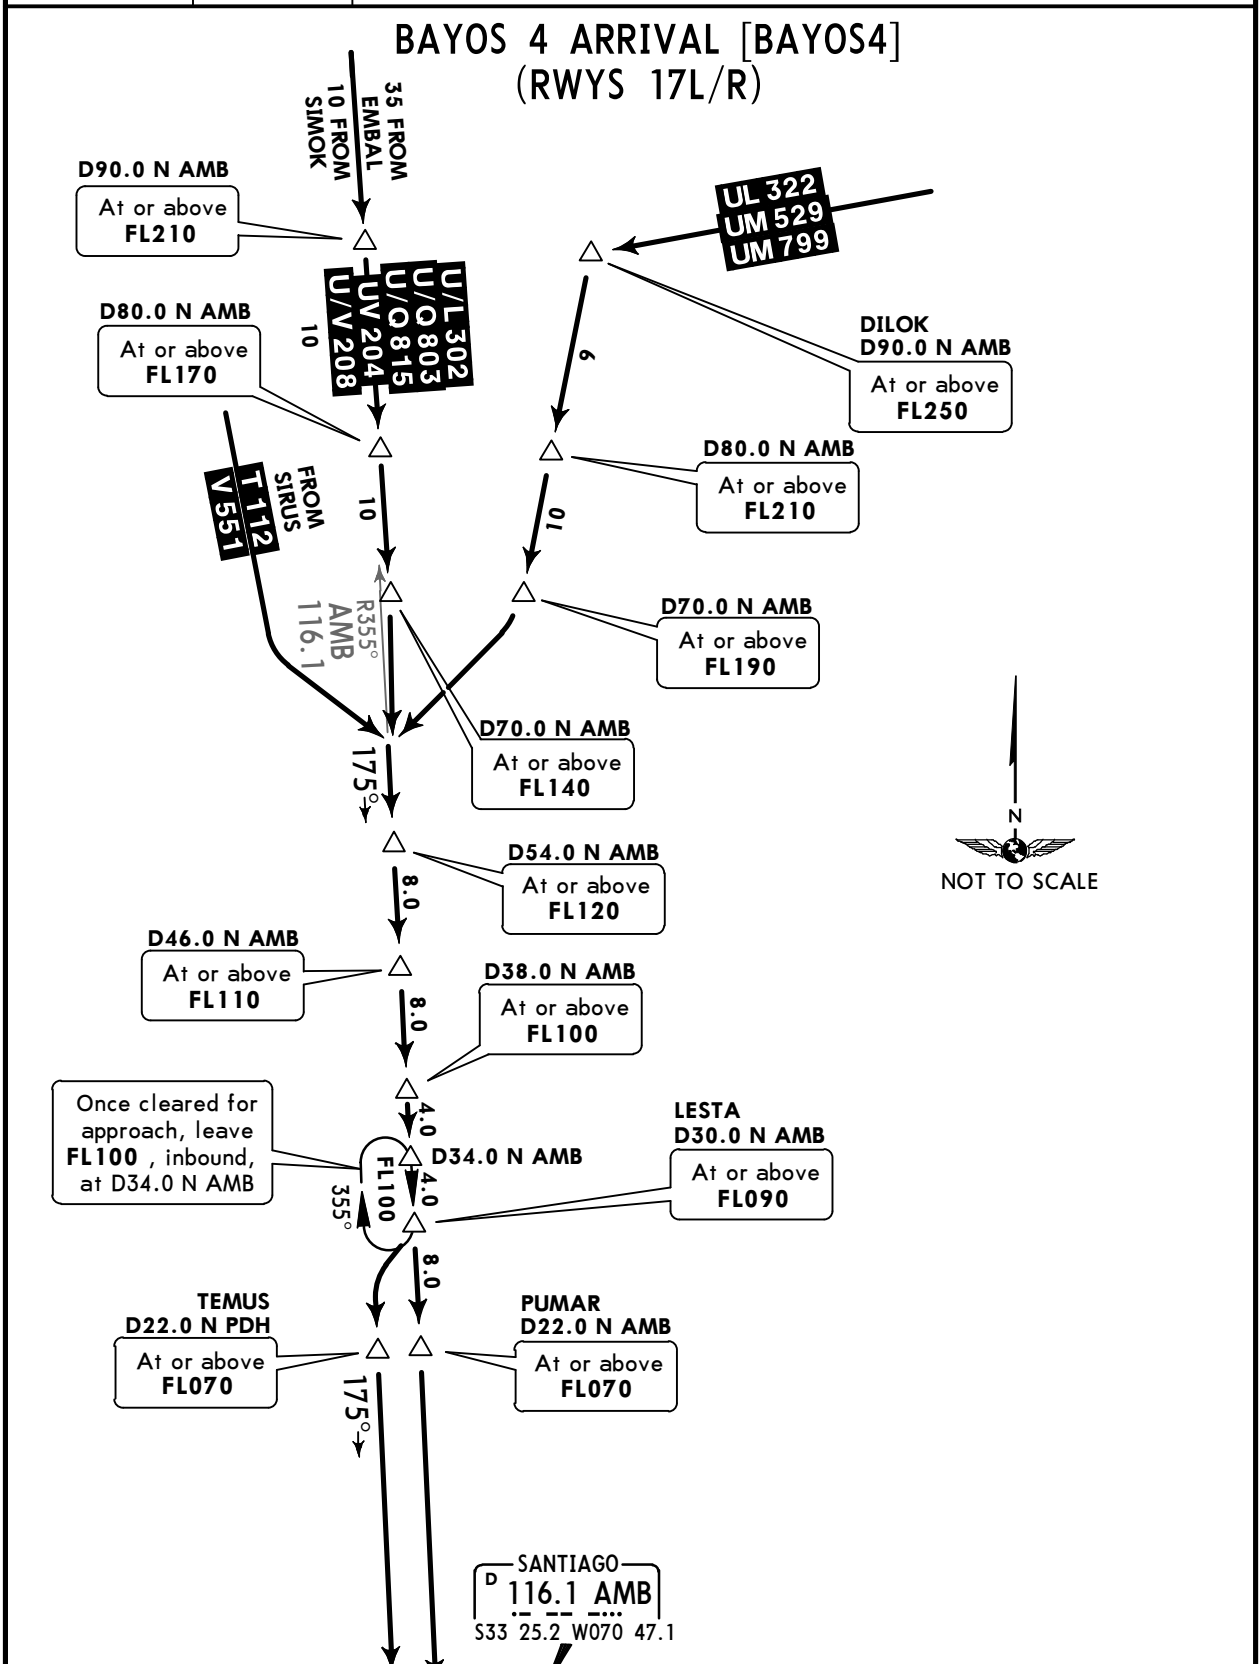 BAYOS 4 ARRIVAL [BAYOS4]
(RWYS 17L/R)
35 FROM
EMBAL
10 FROM
SIMOK
D90.0 N AMB
At or above
FL210
UL 322
UM 529
UM 799
U/L 302
U/Q 803
U/Q 815
UV 204
U/V 208
10
9
DILOK
D90.0 N AMB
At or above
FL250
D80.0 N AMB
At or above
FL170
D80.0 N AMB
At or above
FL210
FROM
SIRUS
T 112
V 551
10
10
R355°
AMB
116.1
D70.0 N AMB
At or above
FL190
D70.0 N AMB
At or above
FL140
175°
N
NOT TO SCALE
D54.0 N AMB
At or above
FL120
8.0
D46.0 N AMB
At or above
FL110
8.0
D38.0 N AMB
At or above
FL100
4.0
Once cleared for
approach, leave
FL100 , inbound,
at D34.0 N AMB
D34.0 N AMB
FL100
4.0
355°
LESTA
D30.0 N AMB
At or above
FL090
8.0
TEMUS
D22.0 N PDH
At or above
FL070
PUMAR
D22.0 N AMB
At or above
FL070
175°
SANTIAGO
D 116.1 AMB
S33 25.2 W070 47.1